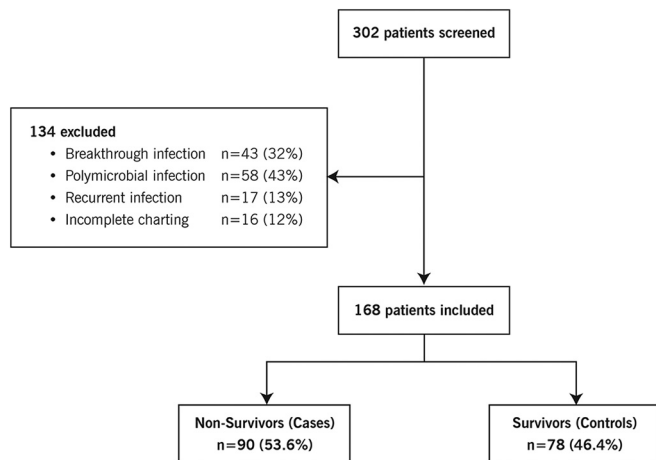 302 patients screened
134 excluded
• Breakthrough infection n=43 (32%)
• Polymicrobial infection n=58 (43%)
• Recurrent infection n=17 (13%)
• Incomplete charting n=16 (12%)
168 patients included
Non-Survivors (Cases)
n=90 (53.6%)
Survivors (Controls)
n=78 (46.4%)